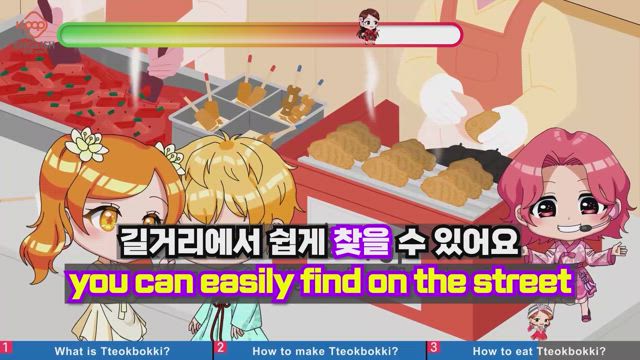 길거리에서 쉽게 찾을 수 있어요
you can easily find on the street
1 What is Tteokbokki?
2 How to make Tteokbokki?
3 How to eat Tteokbokki?